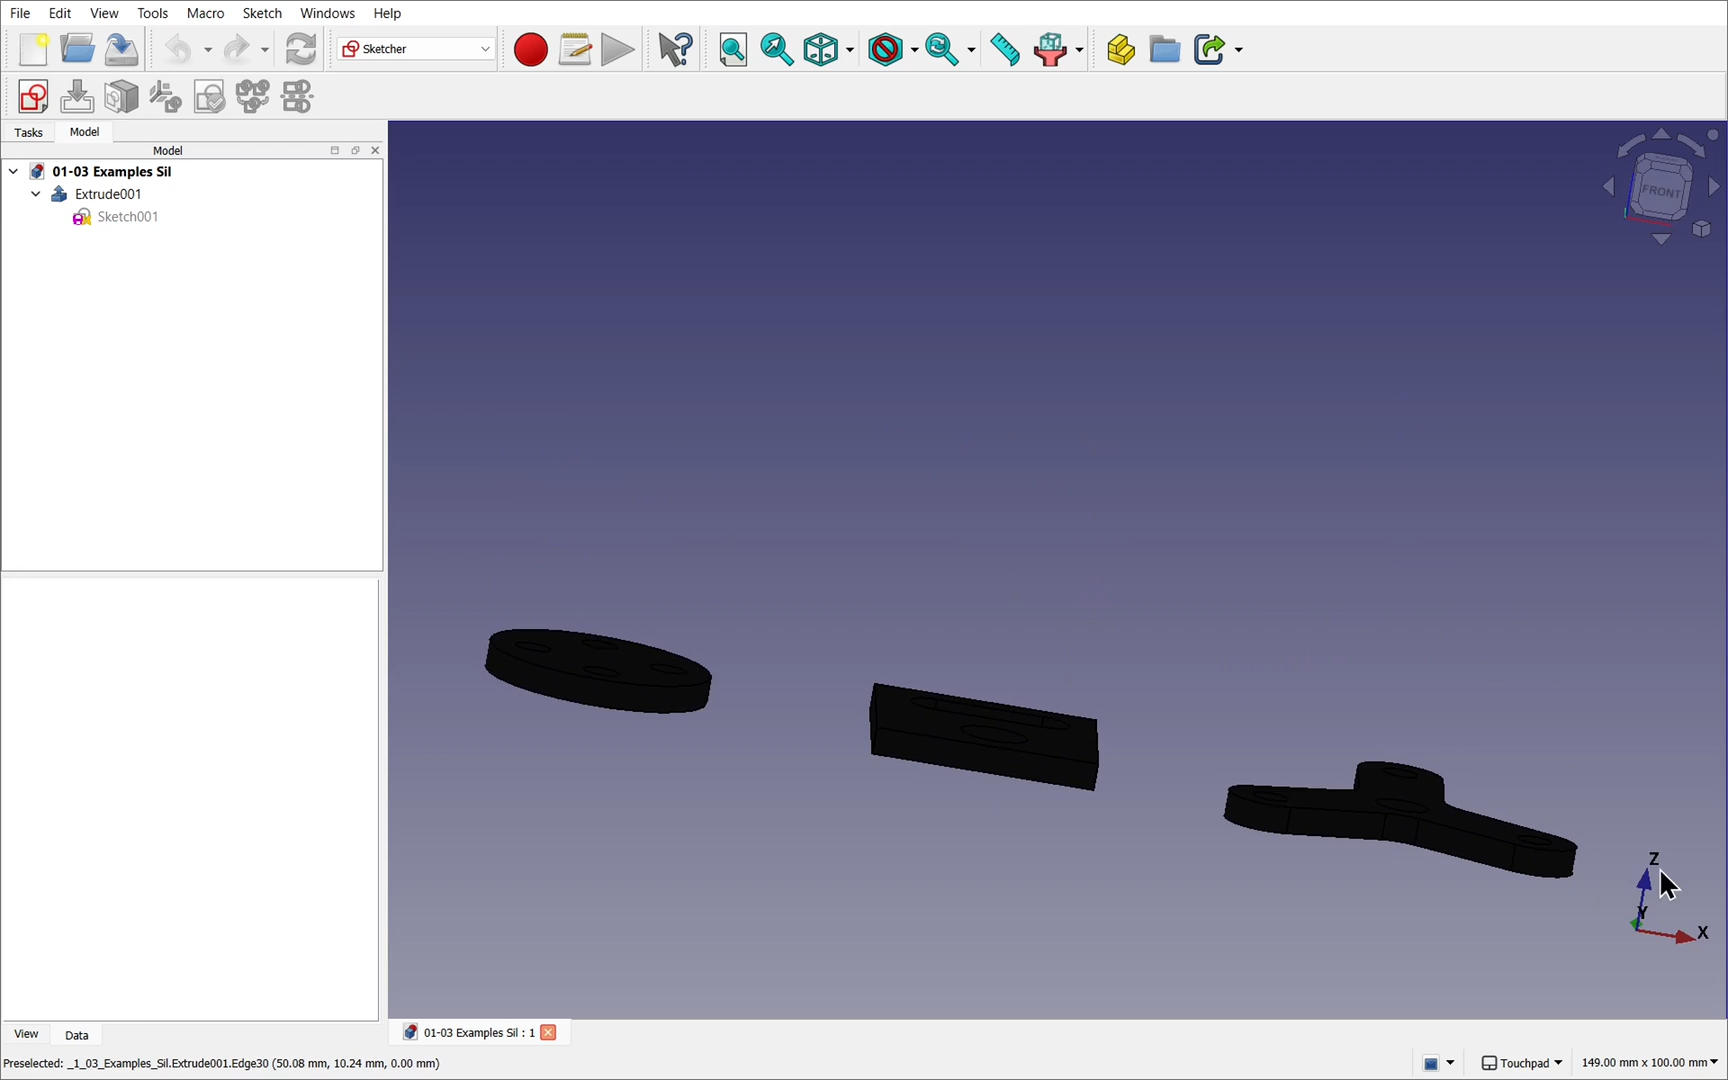 File Edit View Tools Macro Sketch Windows Help
Sketcher
Tasks Model
Model
01-03 Examples Sil
Extrude001
Sketch001
FRONT
Z
Y
X
View Data
01-03 Examples Sil : 1
Preselected: _1_03_Examples_Sil.Extrude001.Edge30 (50.08 mm, 10.24 mm, 0.00 mm)
Touchpad
149.00 mm x 100.00 mm